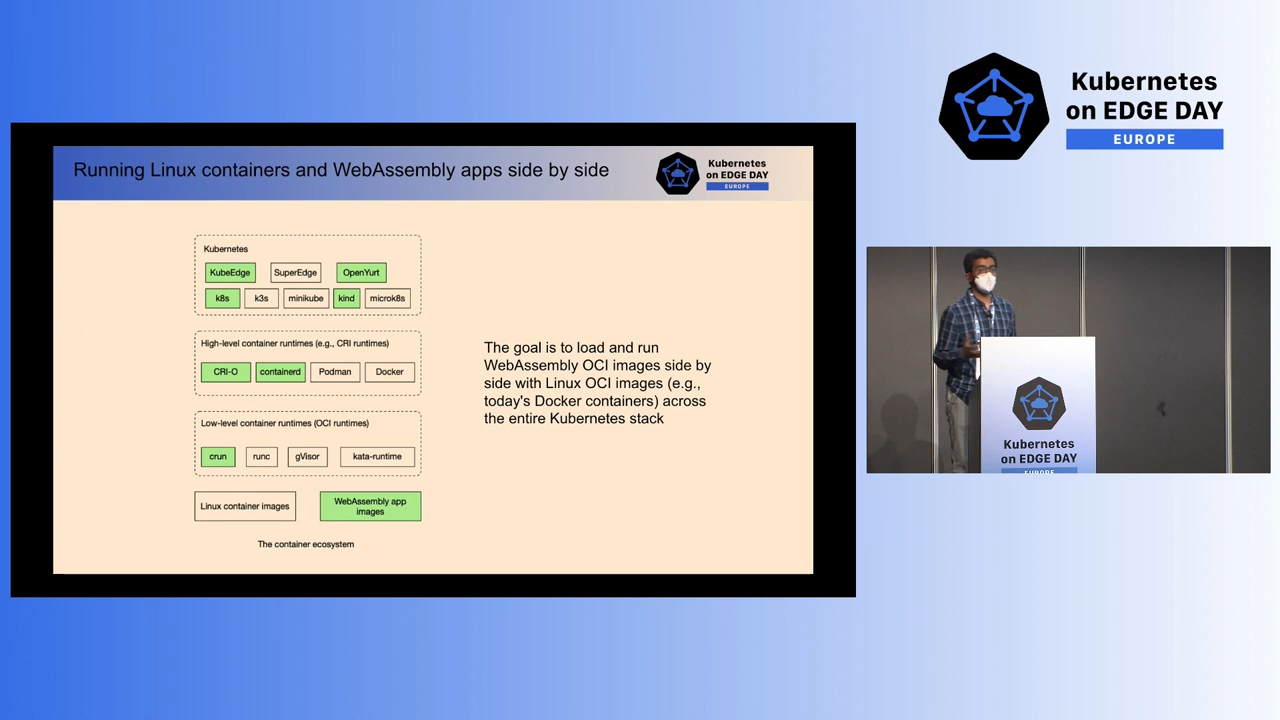 Kubernetes
on EDGE DAY
EUROPE
Running Linux containers and WebAssembly apps side by side
Kubernetes
on EDGE DAY
EUROPE
Kubernetes
KubeEdge
SuperEdge
OpenYurt
k8s
k3s
minikube
kind
microk8s
High-level container runtimes (e.g., CRI runtimes)
CRI-O
containerd
Podman
Docker
Low-level container runtimes (OCI runtimes)
crun
runc
gVisor
kata-runtime
Linux container images
WebAssembly app
images
The container ecosystem
The goal is to load and run
WebAssembly OCI images side by
side with Linux OCI images (e.g.,
today's Docker containers) across
the entire Kubernetes stack
Kubernetes
on EDGE DAY
EUROPE